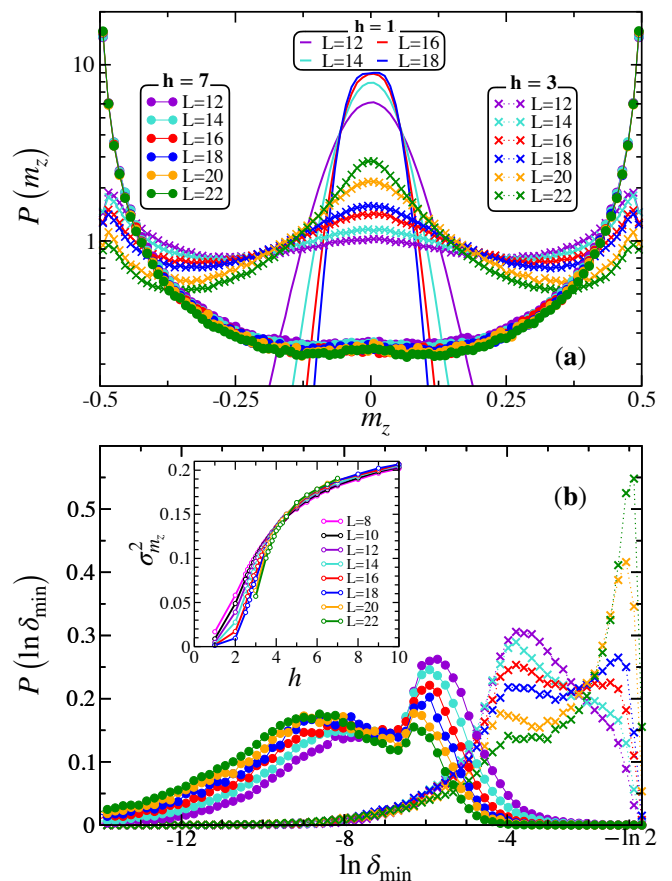 h = 1
L=12 L=16
L=14 L=18
h = 7
L=12
L=14
L=16
L=18
L=20
L=22
h = 3
L=12
L=14
L=16
L=18
L=20
L=22
10
1
P (m_z)
(a)
-0.5 -0.25 0 0.25 0.5
m_z
(b)
0.5
0.4
0.3
0.2
0.1
0
P (ln δ_min)
0.2
0.15
0.1
0.05
0
σ²_{m_z}
L=8
L=10
L=12
L=14
L=16
L=18
L=20
L=22
0 2 4 6 8 10
h
-12 -8 -4 -ln 2
ln δ_min